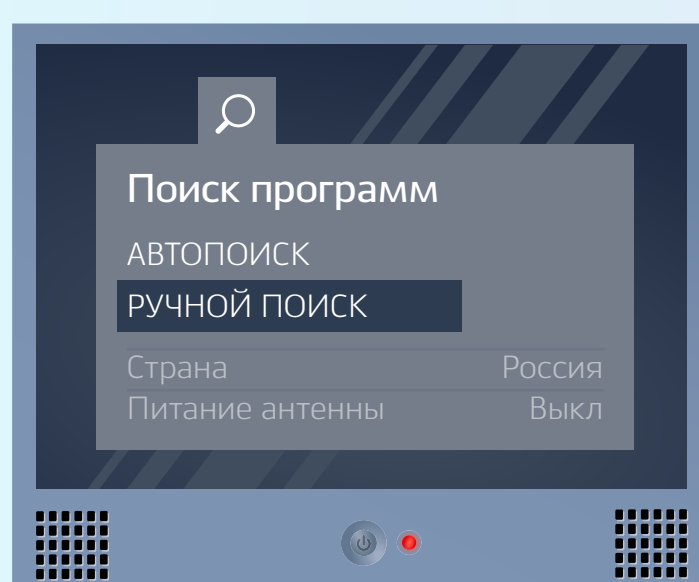 Поиск программ
АВТОПОИСК
РУЧНОЙ ПОИСК
Страна Россия
Питание антенны Выкл